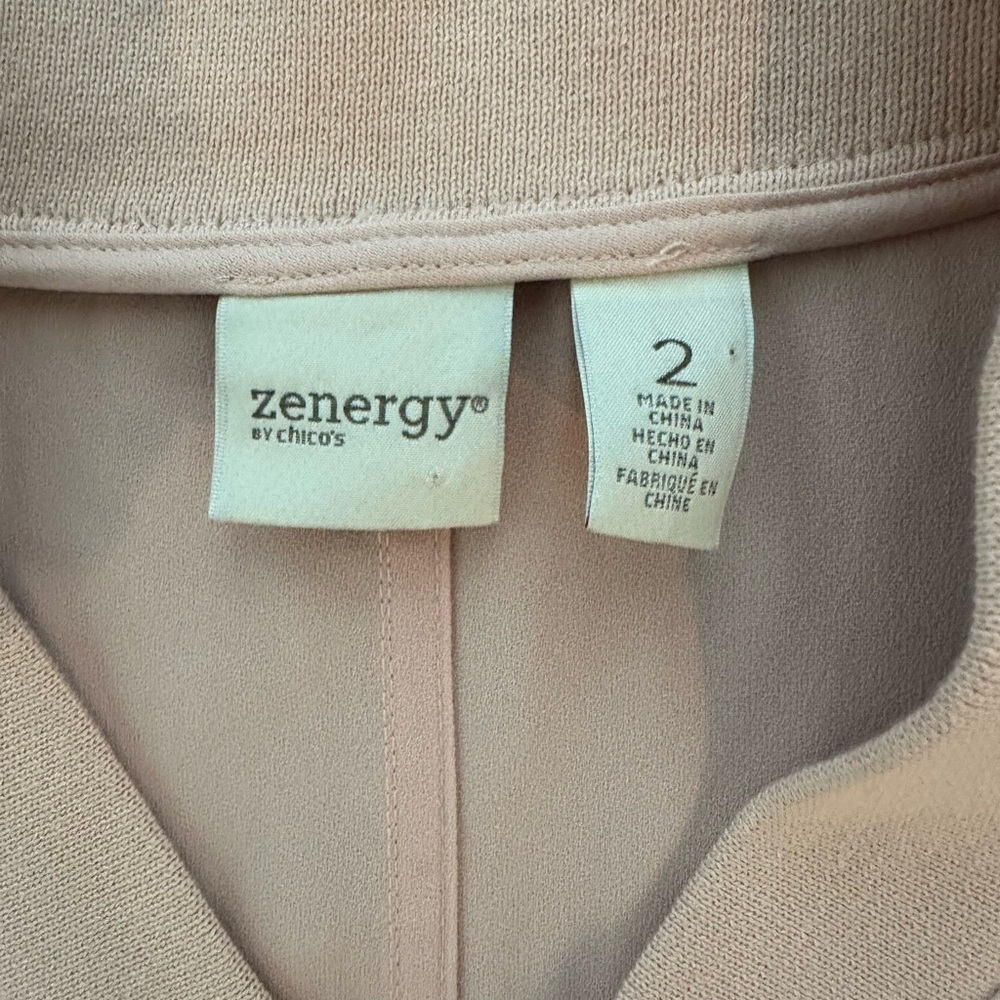 zenergy®
BY chico's
2
MADE IN
CHINA
HECHO EN
CHINA
FABRIQUÉ EN
CHINE